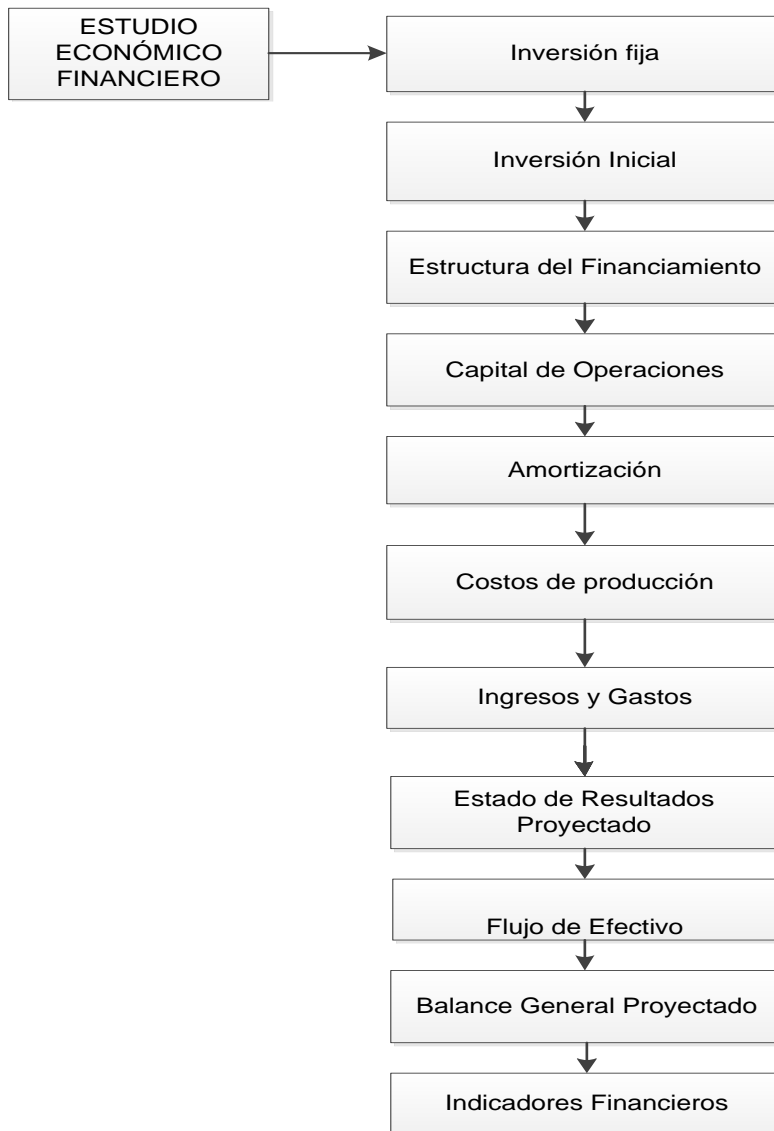 ESTUDIO
ECONÓMICO
FINANCIERO
Inversión fija
Inversión Inicial
Estructura del Financiamiento
Capital de Operaciones
Amortización
Costos de producción
Ingresos y Gastos
Estado de Resultados
Proyectado
Flujo de Efectivo
Balance General Proyectado
Indicadores Financieros